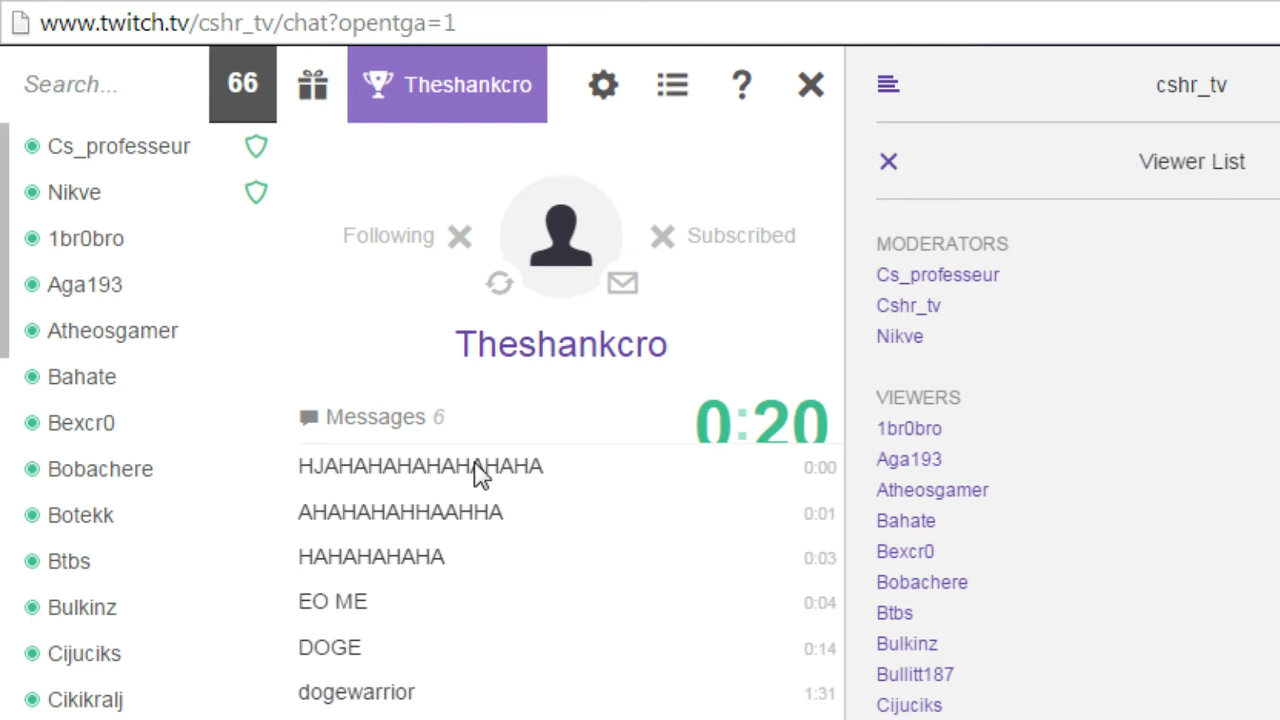 www.twitch.tv/cshr_tv/chat?opentga=1
Search...
66
Theshankcro
Cs_professeur
Nikve
1br0bro
Aga193
Atheosgamer
Bahate
Bexcr0
Bobachere
Botekk
Btbs
Bulkinz
Cijuciks
Cikikralj
Following
Subscribed
Theshankcro
Messages 6
0:20
HJAHAHAHAHAHAHAHA 0:00
AHAHAHAHHAAHHA 0:01
HAHAHAHAHA 0:03
EO ME 0:04
DOGE 0:14
dogewarrior 1:31
cshr_tv
Viewer List
MODERATORS
Cs_professeur
Cshr_tv
Nikve
VIEWERS
1br0bro
Aga193
Atheosgamer
Bahate
Bexcr0
Bobachere
Btbs
Bulkinz
Bullitt187
Cijuciks